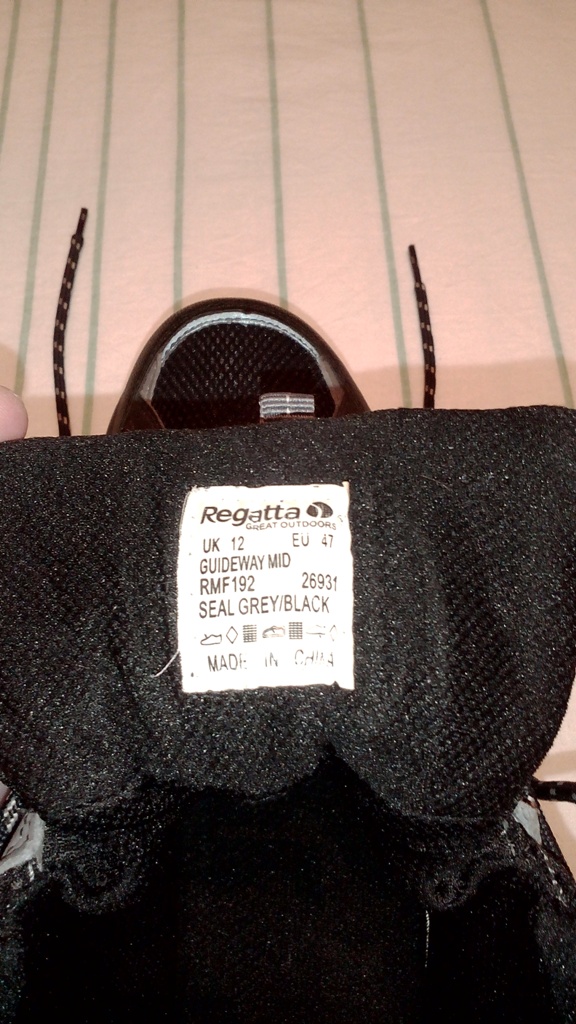 Regatta
GREAT OUTDOORS
UK 12 EU 47
GUIDEWAY MID
RMF192 26931
SEAL GREY/BLACK
MADE IN CHINA